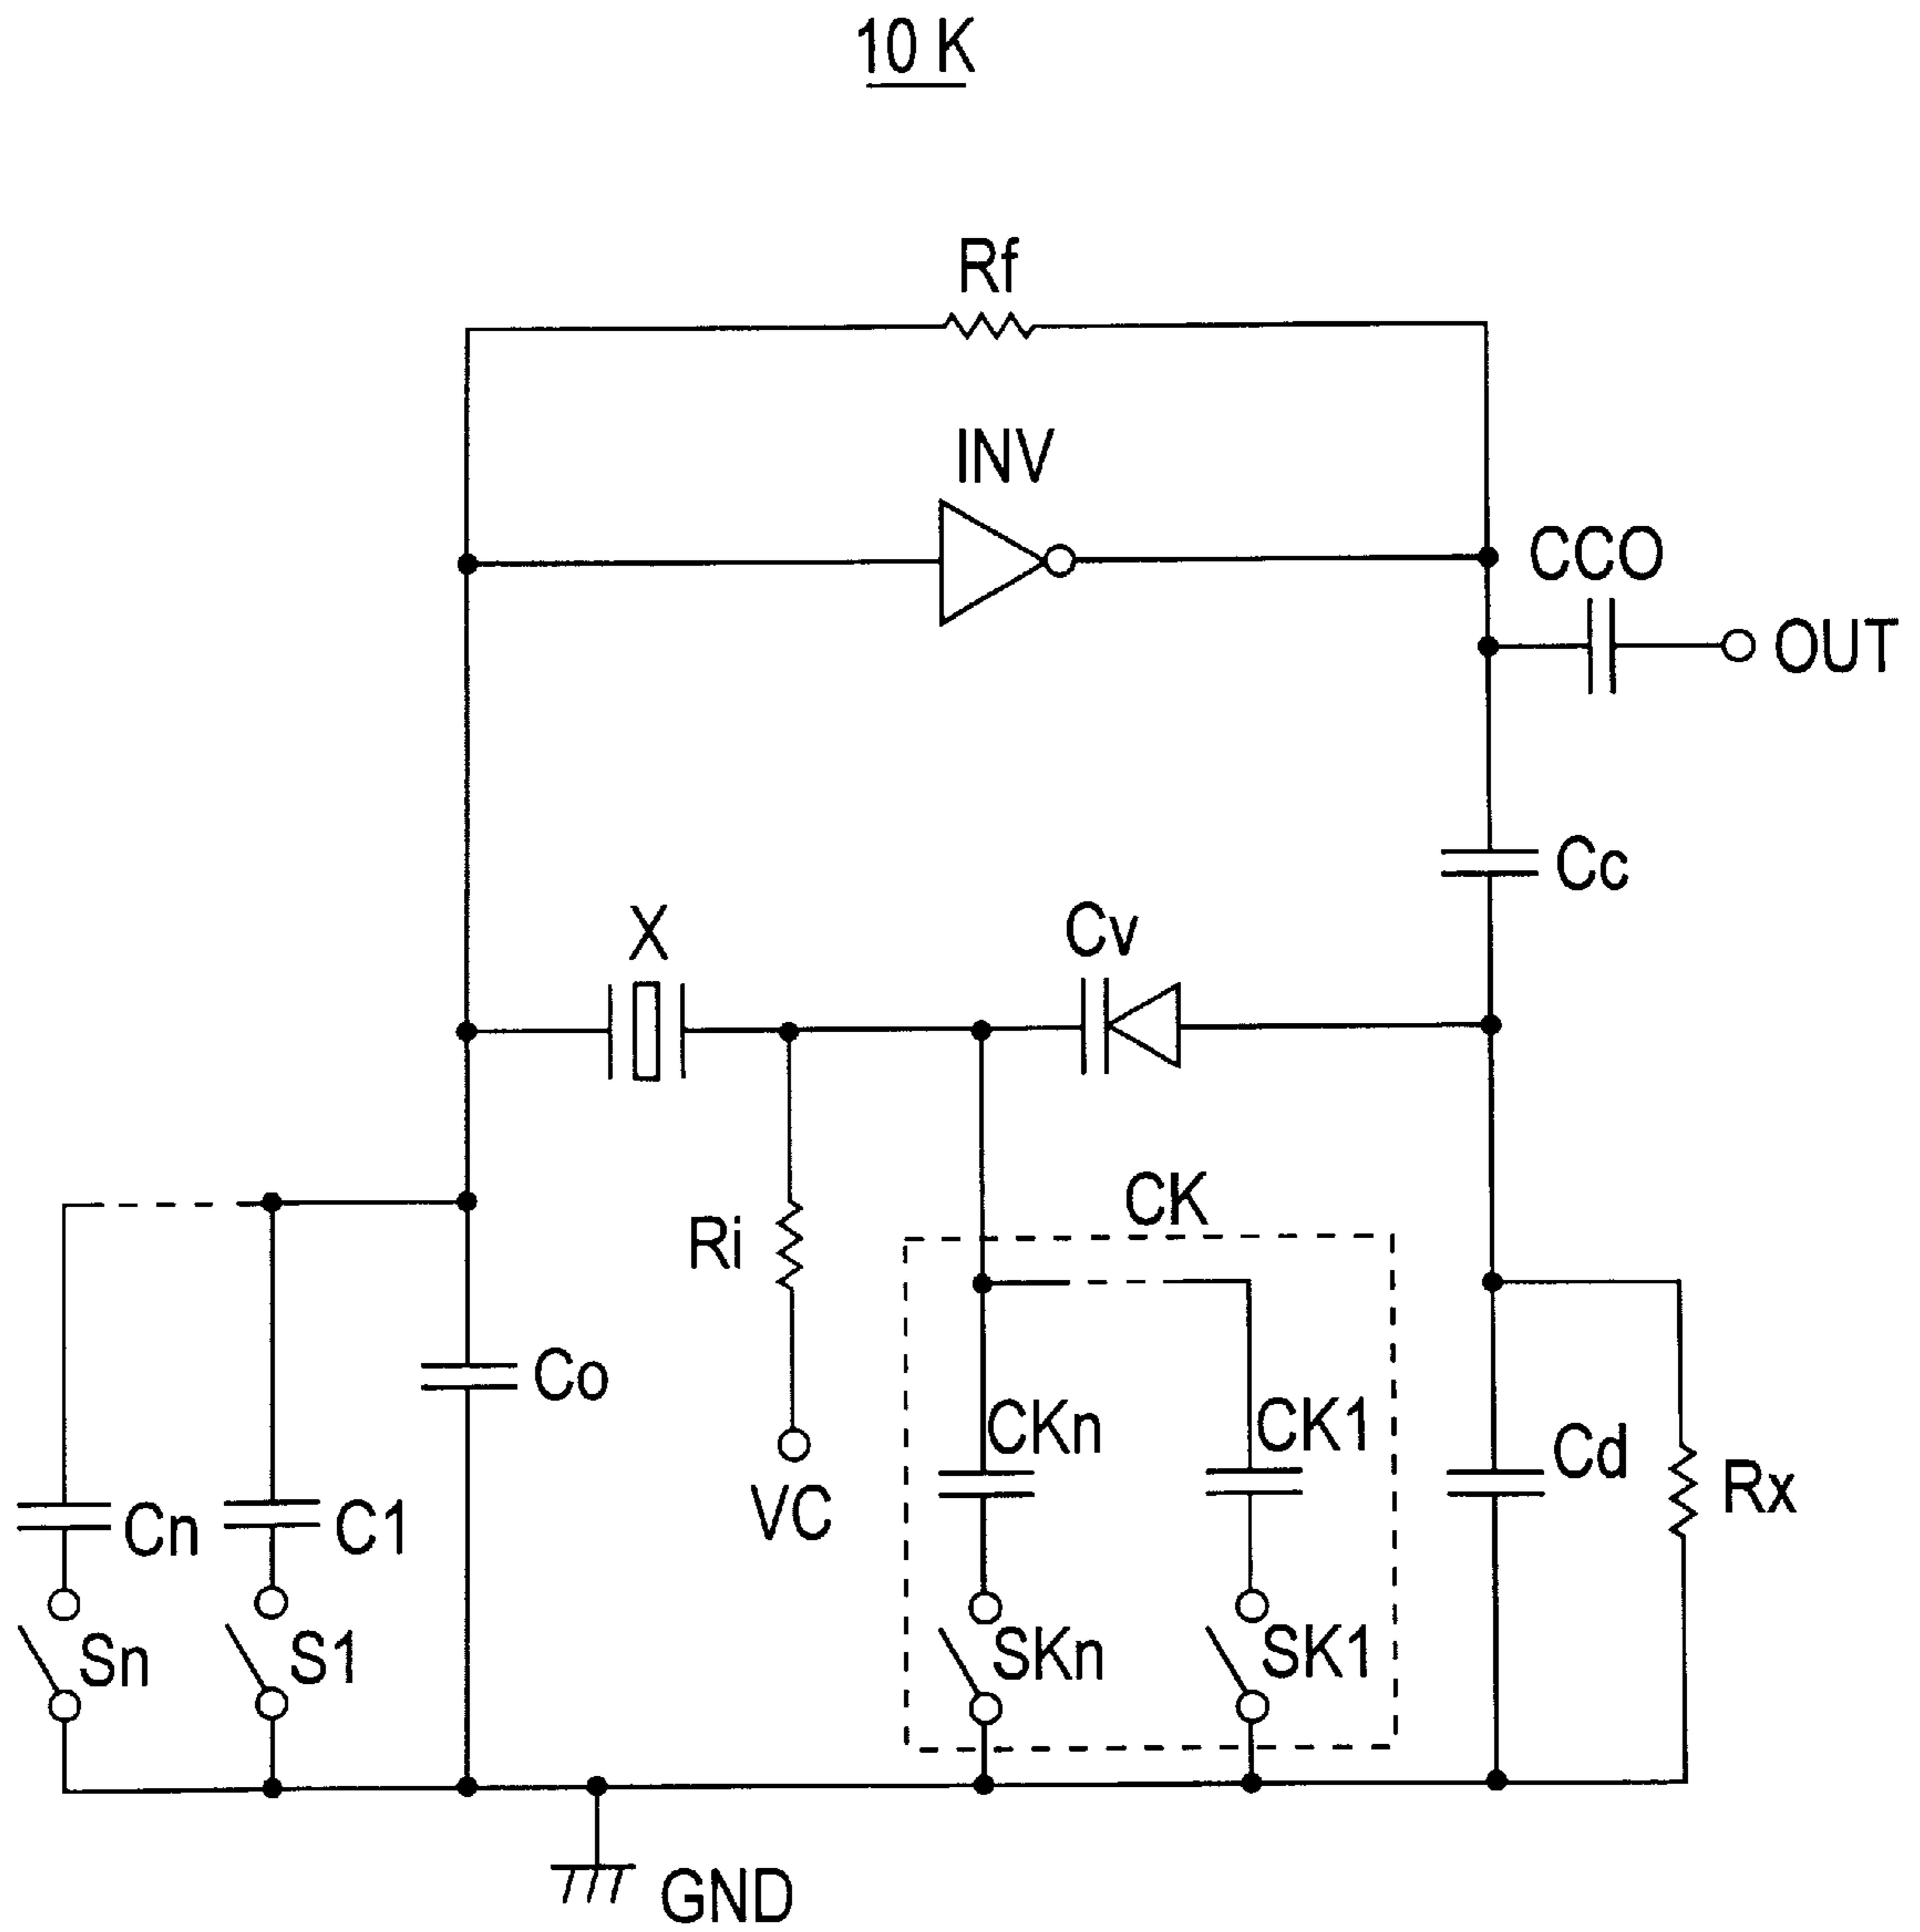 10 K
Rf
INV
CCO
OUT
Cc
X
Cv
CK
Ri
Co
CKn
CK1
Cd
Rx
VC
Cn
C1
Sn
S1
SKn
SK1
GND